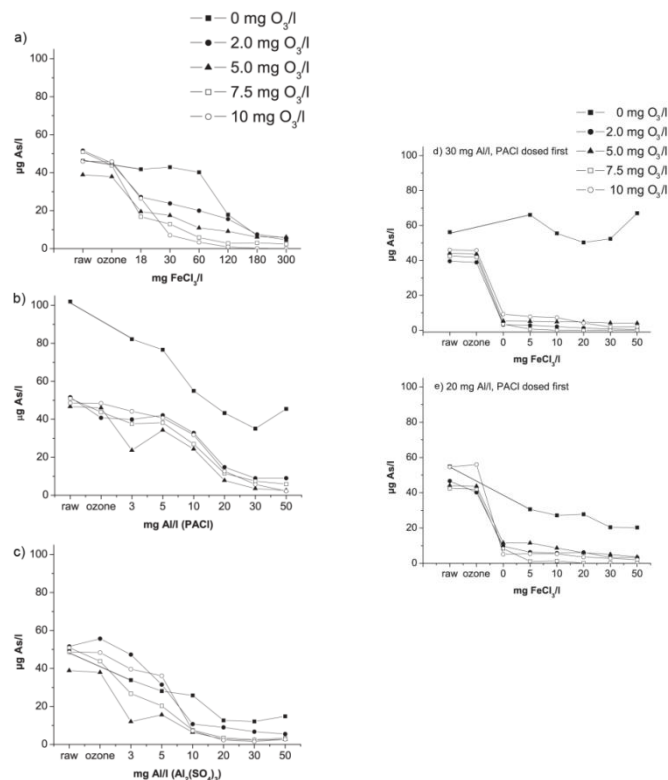 a)
0 mg O₃/l
2.0 mg O₃/l
5.0 mg O₃/l
7.5 mg O₃/l
10 mg O₃/l
100
80
60
40
20
0
µg As/l
raw ozone 18 30 60 120 180 300
mg FeCl₃/l
b)
100
80
60
40
20
0
µg As/l
raw ozone 3 5 10 20 30 50
mg Al/l (PACl)
c)
100
80
60
40
20
0
µg As/l
raw ozone 3 5 10 20 30 50
mg Al/l (Al₂(SO₄)₃)
0 mg O₃/l
2.0 mg O₃/l
5.0 mg O₃/l
7.5 mg O₃/l
10 mg O₃/l
d) 30 mg Al/l, PACl dosed first
100
80
60
40
20
0
µg As/l
raw ozone 0 5 10 20 30 50
mg FeCl₃/l
e) 20 mg Al/l, PACl dosed first
100
80
60
40
20
0
µg As/l
raw ozone 0 5 10 20 30 50
mg FeCl₃/l